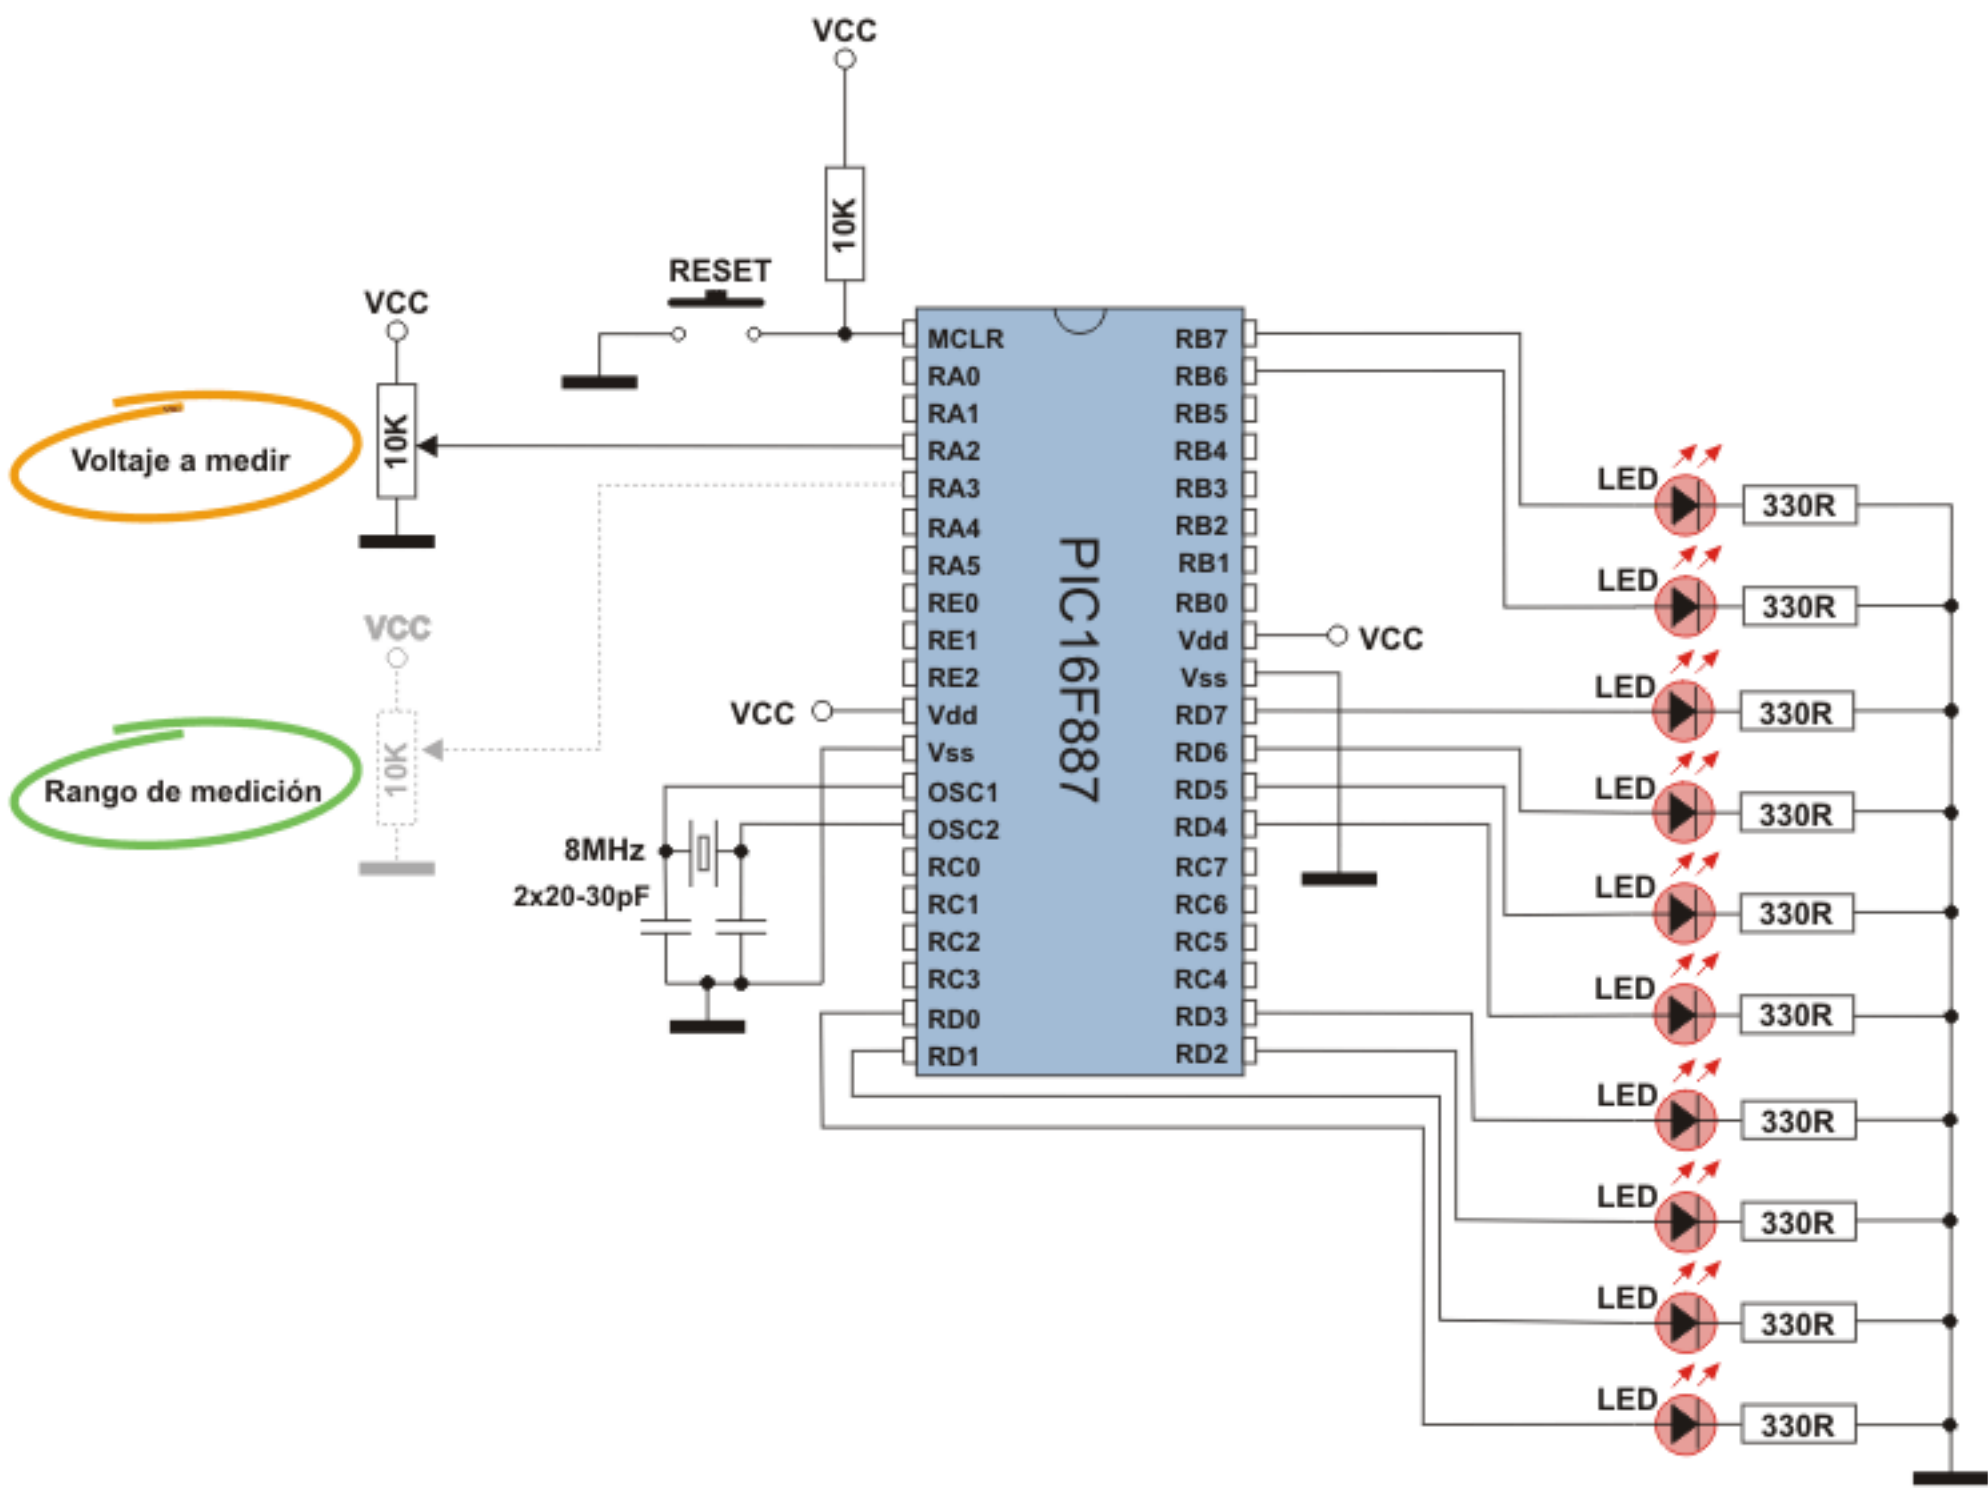 VCC
10K
RESET
VCC
10K
Voltaje a medir
VCC
10K
Rango de medición
VCC
8MHz
2x20-30pF
MCLR
RA0
RA1
RA2
RA3
RA4
RA5
RE0
RE1
RE2
Vdd
Vss
OSC1
OSC2
RC0
RC1
RC2
RC3
RD0
RD1
PIC16F887
RB7
RB6
RB5
RB4
RB3
RB2
RB1
RB0
Vdd
Vss
RD7
RD6
RD5
RD4
RC7
RC6
RC5
RC4
RD3
RD2
VCC
LED
330R
LED
330R
LED
330R
LED
330R
LED
330R
LED
330R
LED
330R
LED
330R
LED
330R
LED
330R